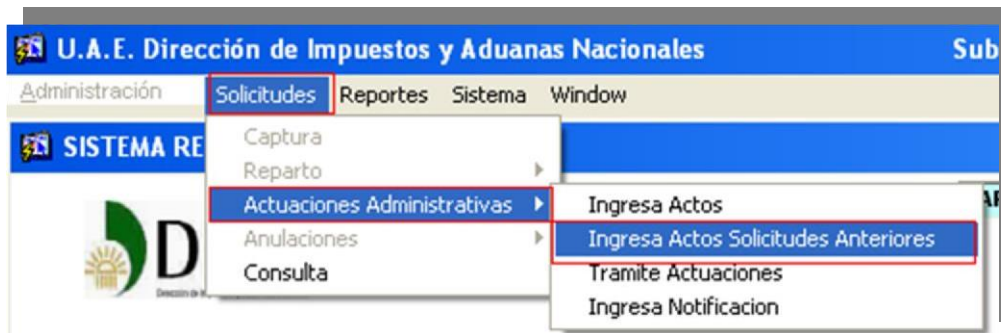 U.A.E. Dirección de Impuestos y Aduanas Nacionales Sub
Administración Solicitudes Reportes Sistema Window
SISTEMA RE
Captura
Reparto
Actuaciones Administrativas
Ingresa Actos
Anulaciones
Ingresa Actos Solicitudes Anteriores
Consulta
Tramite Actuaciones
Ingresa Notificacion
D